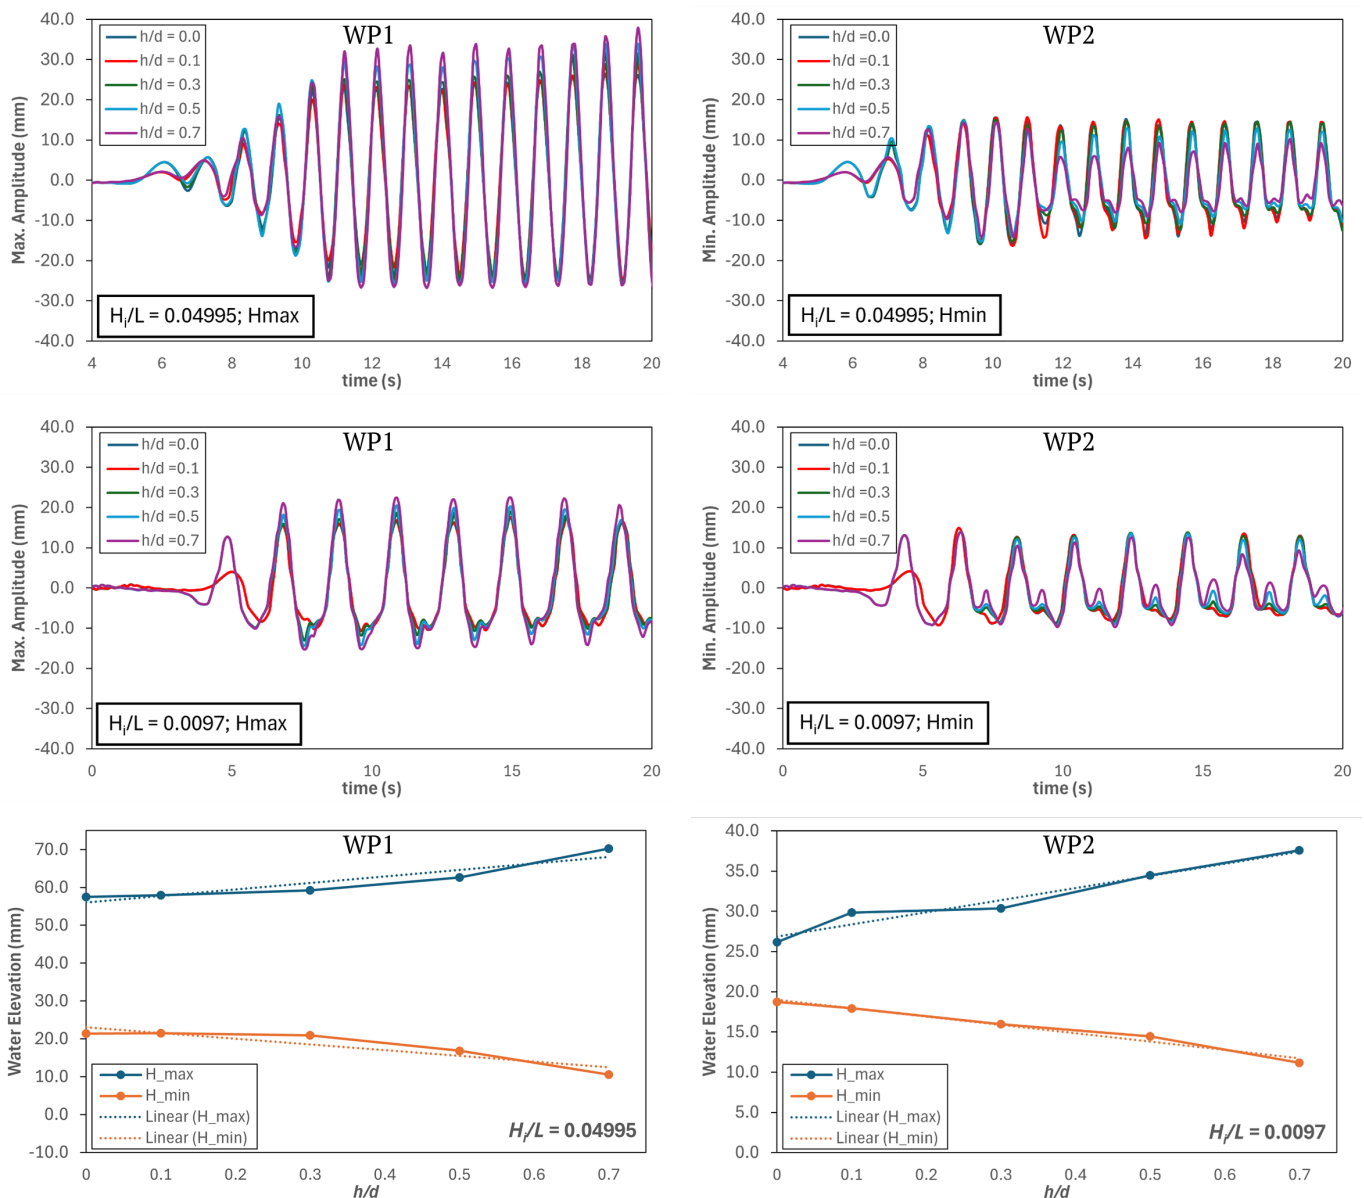 WP1
40.0
30.0
20.0
10.0
0.0
-10.0
-20.0
-30.0
-40.0
Max. Amplitude (mm)
h/d = 0.0
h/d = 0.1
h/d = 0.3
h/d = 0.5
h/d = 0.7
Hi/L = 0.04995; Hmax
4 6 8 10 12 14 16 18 20
time (s)
WP2
40.0
30.0
20.0
10.0
0.0
-10.0
-20.0
-30.0
-40.0
Min. Amplitude (mm)
h/d =0.0
h/d =0.1
h/d =0.3
h/d =0.5
h/d =0.7
Hi/L = 0.04995; Hmin
4 6 8 10 12 14 16 18 20
time (s)
WP1
40.0
30.0
20.0
10.0
0.0
-10.0
-20.0
-30.0
-40.0
Max. Amplitude (mm)
h/d =0.0
h/d =0.1
h/d =0.3
h/d =0.5
h/d =0.7
Hi/L = 0.0097; Hmax
0 5 10 15 20
time (s)
WP2
40.0
30.0
20.0
10.0
0.0
-10.0
-20.0
-30.0
-40.0
Min. Amplitude (mm)
h/d =0.0
h/d =0.1
h/d =0.3
h/d =0.5
h/d =0.7
Hi/L = 0.0097; Hmin
0 5 10 15 20
time (s)
WP1
70.0
60.0
50.0
40.0
30.0
20.0
10.0
0.0
-10.0
Water Elevation (mm)
H_max
H_min
Linear (H_max)
Linear (H_min)
Hi/L = 0.04995
0 0.1 0.2 0.3 0.4 0.5 0.6 0.7
h/d
WP2
40.0
35.0
30.0
25.0
20.0
15.0
10.0
5.0
0.0
Water Elevation (mm)
H_max
H_min
Linear (H_max)
Linear (H_min)
Hi/L = 0.0097
0 0.1 0.2 0.3 0.4 0.5 0.6 0.7
h/d